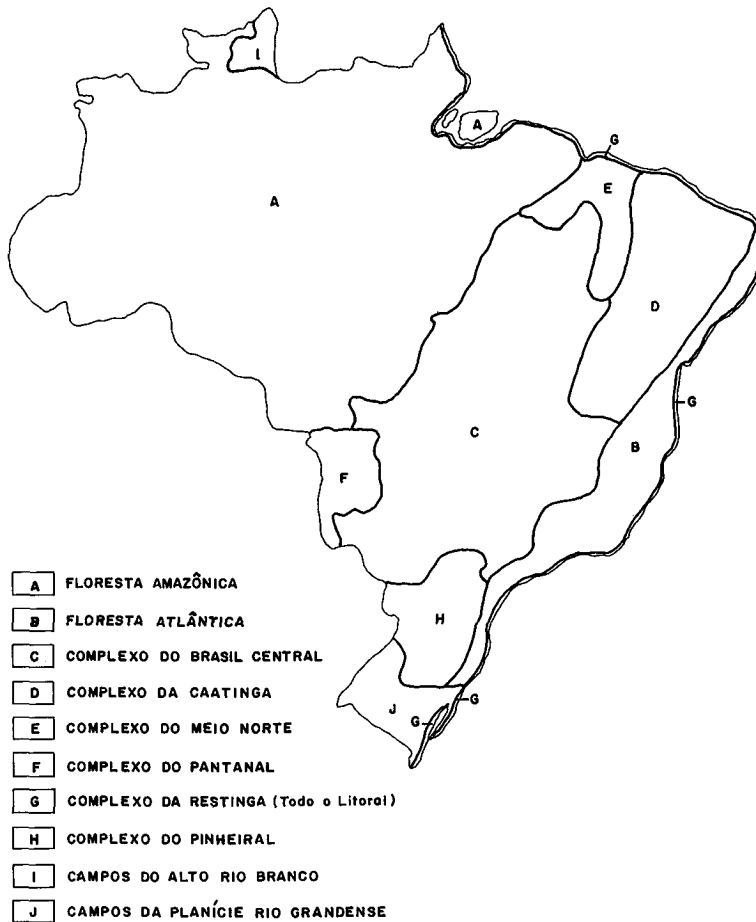 I
A
G
A
E
D
G
C
B
F
H
G
J
G
A FLORESTA AMAZÔNICA
B FLORESTA ATLÂNTICA
C COMPLEXO DO BRASIL CENTRAL
D COMPLEXO DA CAATINGA
E COMPLEXO DO MEIO NORTE
F COMPLEXO DO PANTANAL
G COMPLEXO DA RESTINGA (Todo o Litoral)
H COMPLEXO DO PINHEIRAL
I CAMPOS DO ALTO RIO BRANCO
J CAMPOS DA PLANÍCIE RIO GRANDENSE